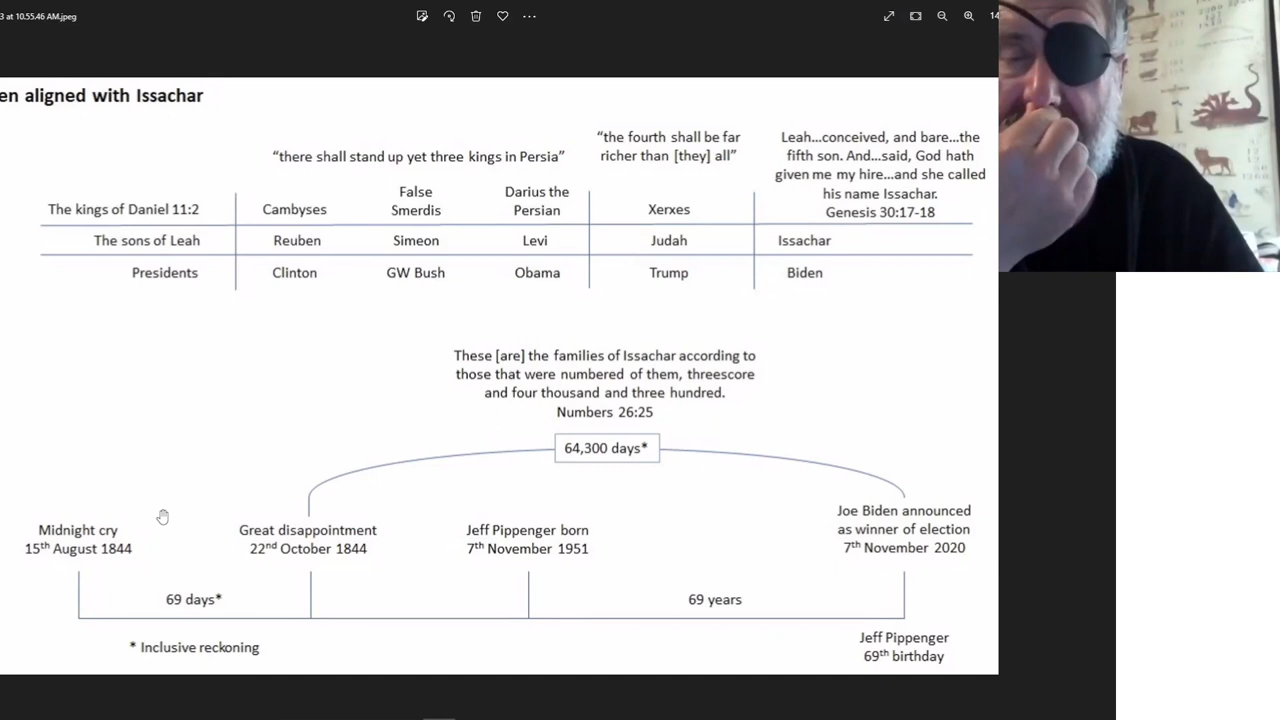 3 at 10.55.46 AM.jpeg
14
en aligned with Issachar
“there shall stand up yet three kings in Persia”
“the fourth shall be far
richer than [they] all”
Leah...conceived, and bare...the
fifth son. And...said, God hath
given me my hire...and she called
his name Issachar.
Genesis 30:17-18
The kings of Daniel 11:2
Cambyses
False
Smerdis
Darius the
Persian
Xerxes
The sons of Leah
Reuben
Simeon
Levi
Judah
Issachar
Presidents
Clinton
GW Bush
Obama
Trump
Biden
These [are] the families of Issachar according to
those that were numbered of them, threescore
and four thousand and three hundred.
Numbers 26:25
64,300 days*
Midnight cry
15th August 1844
Great disappointment
22nd October 1844
Jeff Pippenger born
7th November 1951
Joe Biden announced
as winner of election
7th November 2020
69 days*
69 years
* Inclusive reckoning
Jeff Pippenger
69th birthday